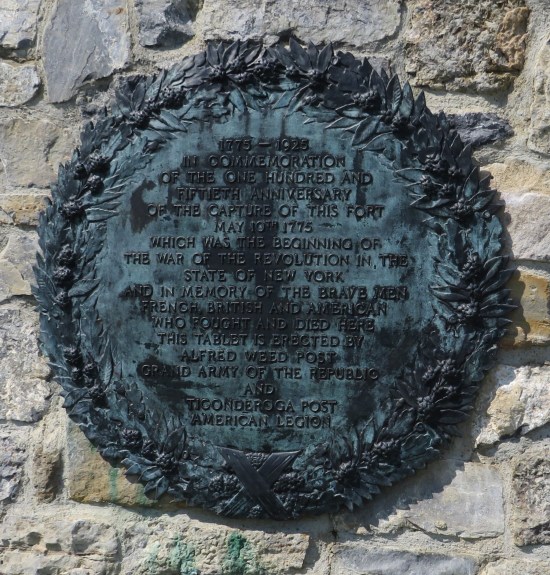 1775 – 1925
IN COMMEMORATION
OF THE ONE HUNDRED AND
FIFTIETH ANNIVERSARY
OF THE CAPTURE OF THIS FORT
MAY 10TH 1775
WHICH WAS THE BEGINNING OF
THE WAR OF THE REVOLUTION IN THE
STATE OF NEW YORK
AND IN MEMORY OF THE BRAVE MEN
FRENCH, BRITISH AND AMERICAN
WHO FOUGHT AND DIED HERE
THIS TABLET IS ERECTED BY
ALFRED WEED POST
GRAND ARMY OF THE REPUBLIC
AND
TICONDEROGA POST
AMERICAN LEGION